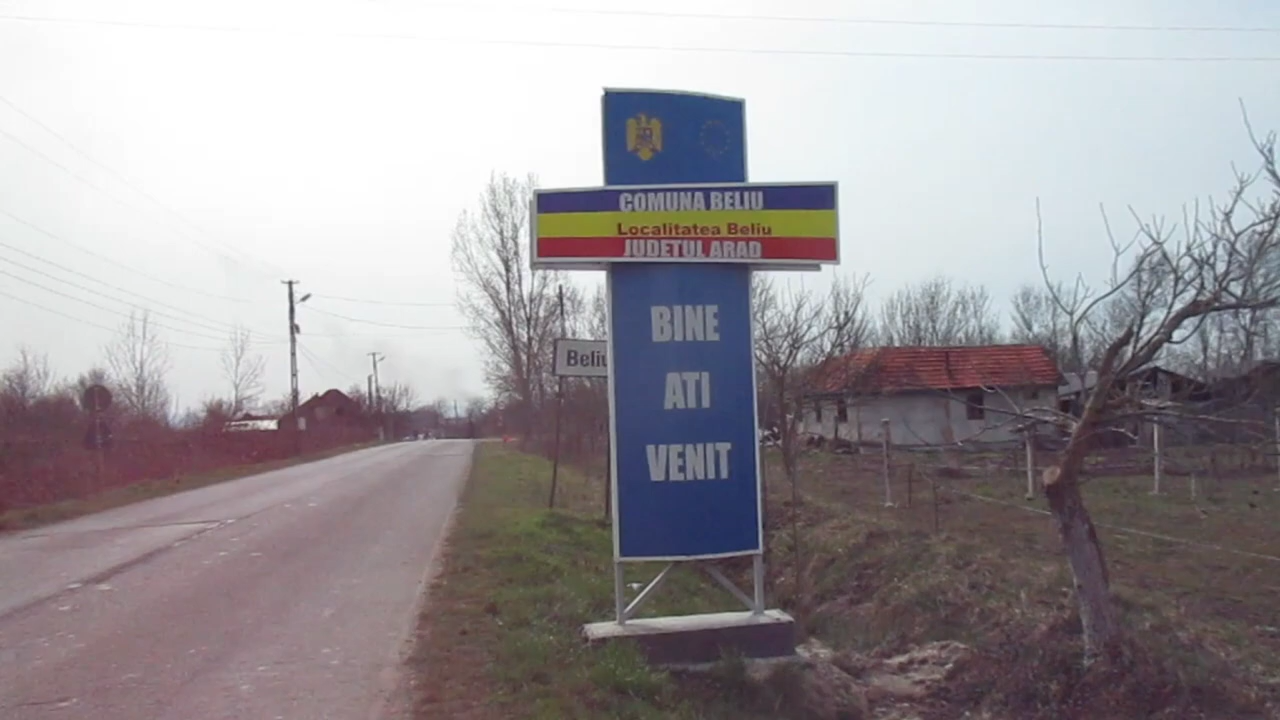 COMUNA BELIU
Localitatea Beliu
JUDETUL ARAD
BINE
ATI
VENIT
Beliu